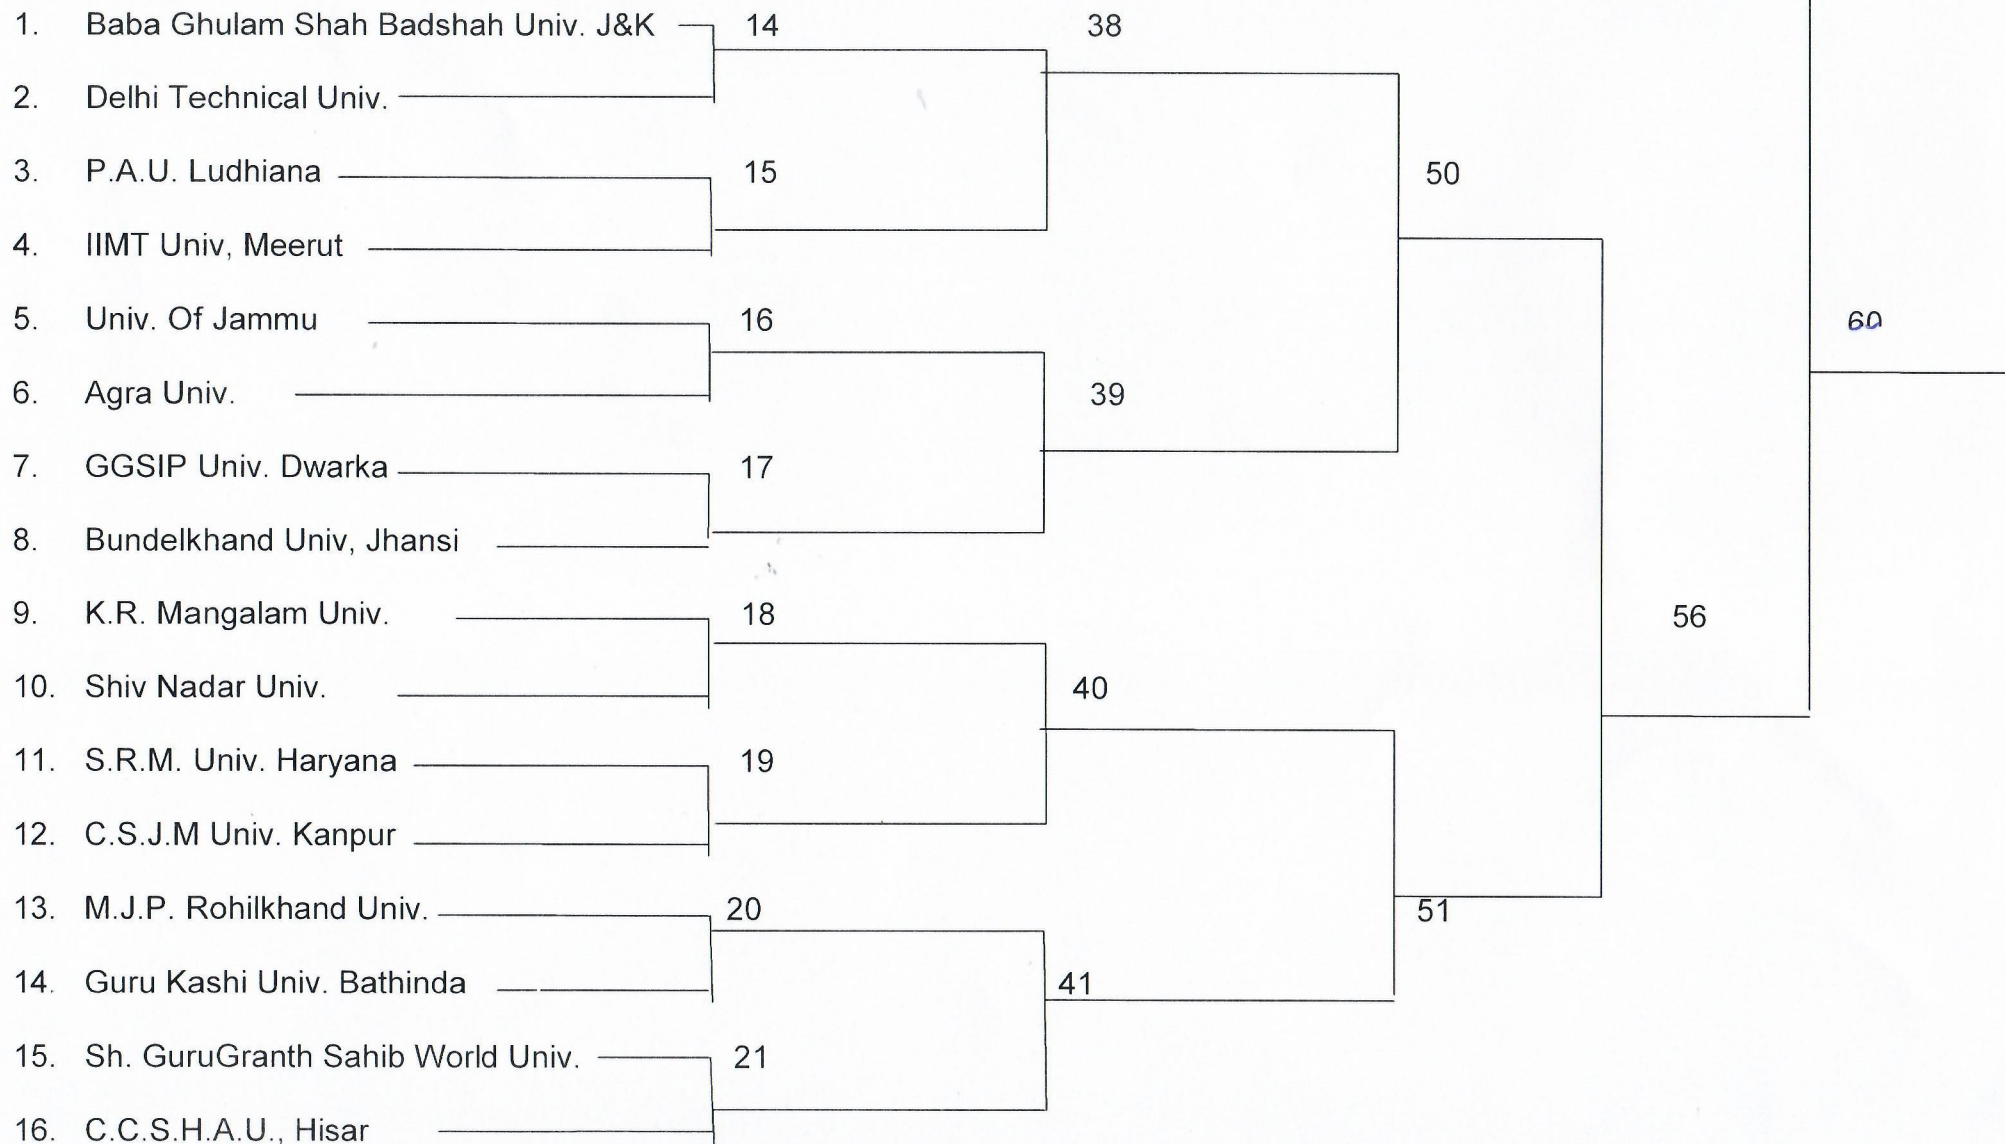 1. Baba Ghulam Shah Badshah Univ. J&K 14 38
2. Delhi Technical Univ.
3. P.A.U. Ludhiana 15 50
4. IIMT Univ, Meerut
5. Univ. Of Jammu 16 60
6. Agra Univ. 39
7. GGSIP Univ. Dwarka 17
8. Bundelkhand Univ, Jhansi
9. K.R. Mangalam Univ. 18 56
10. Shiv Nadar Univ. 40
11. S.R.M. Univ. Haryana 19
12. C.S.J.M Univ. Kanpur
13. M.J.P. Rohilkhand Univ. 20 51
14. Guru Kashi Univ. Bathinda 41
15. Sh. GuruGranth Sahib World Univ. 21
16. C.C.S.H.A.U., Hisar